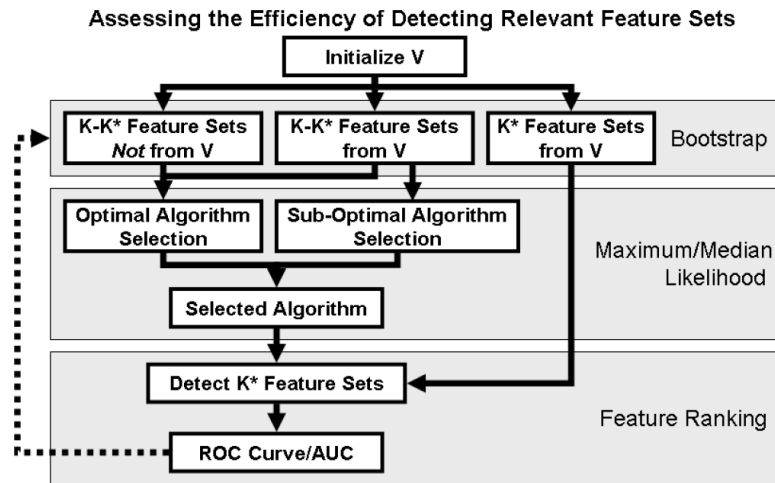 Assessing the Efficiency of Detecting Relevant Feature Sets
Initialize V
K-K* Feature Sets
Not from V
K-K* Feature Sets
from V
K* Feature Sets
from V
Bootstrap
Optimal Algorithm
Selection
Sub-Optimal Algorithm
Selection
Maximum/Median
Likelihood
Selected Algorithm
Detect K* Feature Sets
Feature Ranking
ROC Curve/AUC